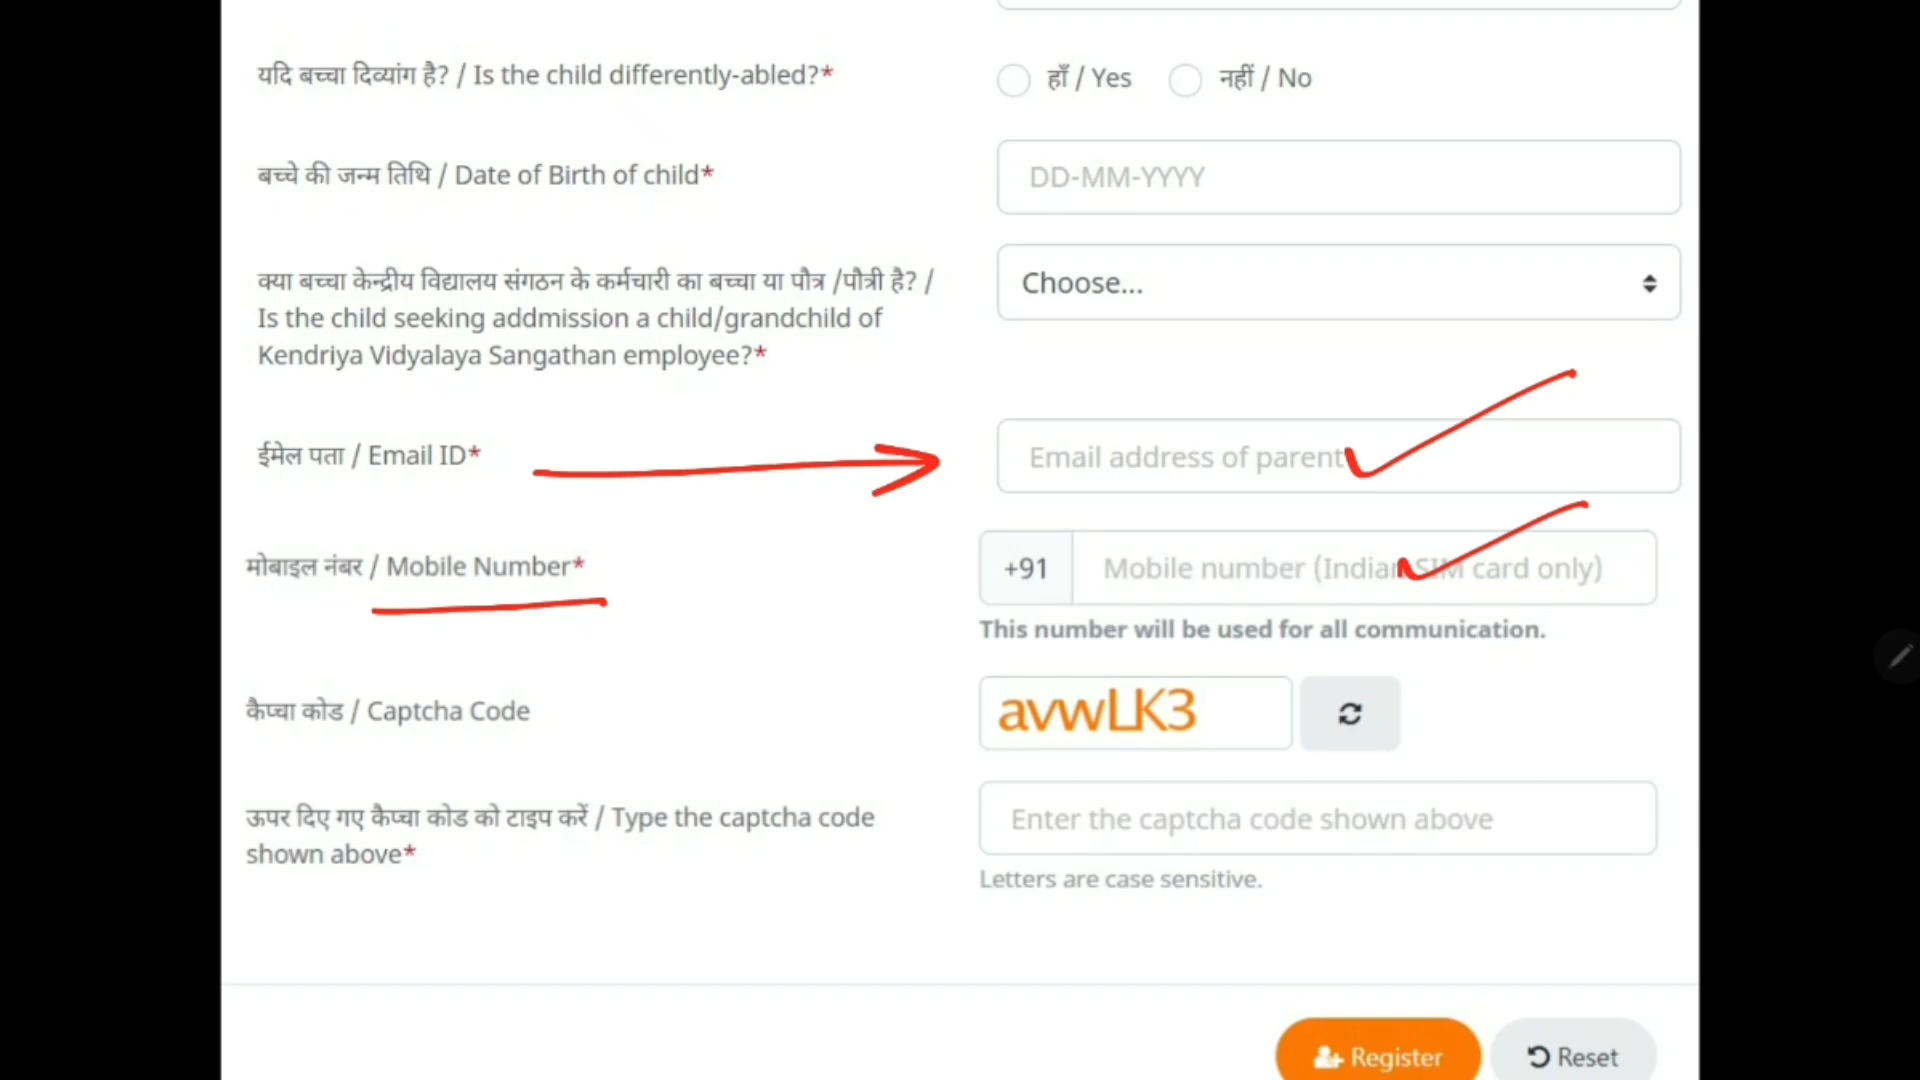 यदि बच्चा दिव्यांग है? / Is the child differently-abled?*
हाँ / Yes
नहीं / No
बच्चे की जन्म तिथि / Date of Birth of child*
DD-MM-YYYY
क्या बच्चा केन्द्रीय विद्यालय संगठन के कर्मचारी का बच्चा या पौत्र /पौत्री है? /
Is the child seeking addmission a child/grandchild of
Kendriya Vidyalaya Sangathan employee?*
Choose...
ईमेल पता / Email ID*
Email address of parent
मोबाइल नंबर / Mobile Number*
+91
Mobile number (Indian SIM card only)
This number will be used for all communication.
कैप्चा कोड / Captcha Code
avwLK3
ऊपर दिए गए कैप्चा कोड को टाइप करें / Type the captcha code
shown above*
Enter the captcha code shown above
Letters are case sensitive.
Register
Reset